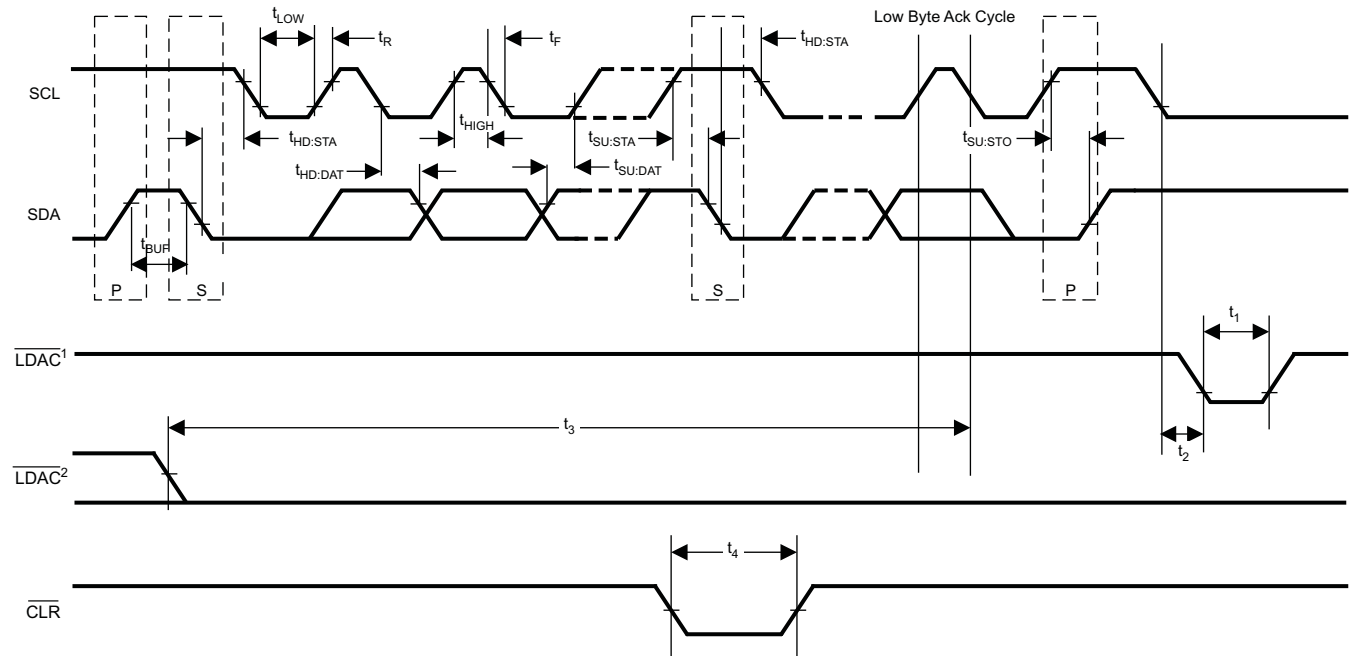 Low Byte Ack Cycle
tLOW
tR
tF
tHD:STA
SCL
tHD:STA
tHIGH
tSU:STA
tSU:STO
tHD:DAT
tSU:DAT
SDA
tBUF
P
S
S
P
t1
LDAC1
t3
t2
LDAC2
t4
CLR